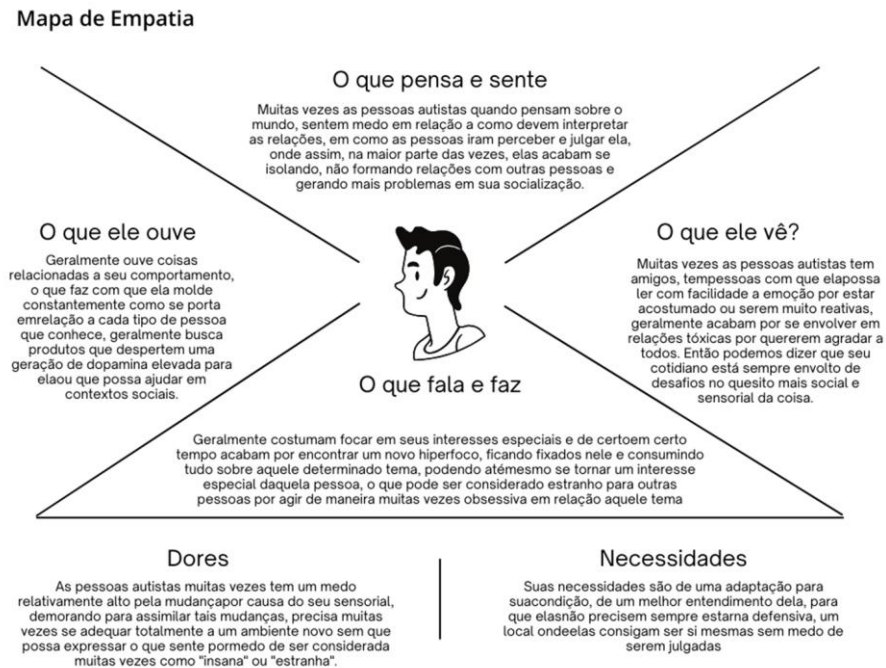 Mapa de Empatia
O que pensa e sente
Muitas vezes as pessoas autistas quando pensam sobre o
mundo, sentem medo em relação a como devem interpretar
as relações, em como as pessoas iram perceber e julgar ela,
onde assim, na maior parte das vezes, elas acabam se
isolando, não formando relações com outras pessoas e
gerando mais problemas em sua socialização.
O que ele ouve
Geralmente ouve coisas
relacionadas a seu comportamento,
o que faz com que ela molde
constantemente como se porta
emrelação a cada tipo de pessoa
que conhece, geralmente busca
produtos que despertem uma
geração de dopamina elevada para
elaou que possa ajudar em
contextos sociais.
O que ele vê?
Muitas vezes as pessoas autistas tem
amigos, tempessoas com que elapossa
ler com facilidade a emoção por estar
acostumado ou serem muito reativas,
geralmente acabam por se envolver em
relações tóxicas por quererem agradar a
todos. Então podemos dizer que seu
cotidiano está sempre envolto de
desafios no quesito mais social e
sensorial da coisa.
O que fala e faz
Geralmente costumam focar em seus interesses especiais e de certoem certo
tempo acabam por encontrar um novo hiperfoco, ficando fixados nele e consumindo
tudo sobre aquele determinado tema, podendo atémesmo se tornar um interesse
especial daquela pessoa, o que pode ser considerado estranho para outras
pessoas por agir de maneira muitas vezes obsessiva em relação aquele tema
Dores
As pessoas autistas muitas vezes tem um medo
relativamente alto pela mudançapor causa do seu sensorial,
demorando para assimilar tais mudanças, precisa muitas
vezes se adequar totalmente a um ambiente novo sem que
possa expressar o que sente pormedo de ser considerada
muitas vezes como "insana" ou "estranha".
Necessidades
Suas necessidades são de uma adaptação para
suacondição, de um melhor entendimento dela, para
que elasnão precisem sempre estarna defensiva, um
local ondeelas consigam ser si mesmas sem medo de
serem julgadas